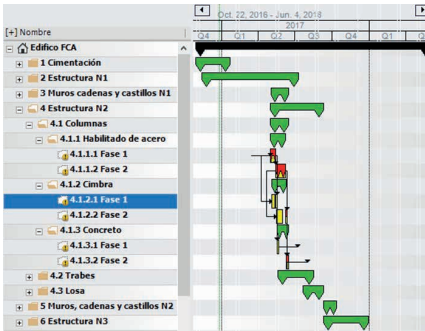 Oct. 22, 2016 - Jun. 4, 2018
2017
Q4 Q1 Q2 Q3 Q4
[+] Nombre
Edifico FCA
1 Cimentación
2 Estructura N1
3 Muros cadenas y castillos N1
4 Estructura N2
4.1 Columnas
4.1.1 Habilitado de acero
4.1.1.1 Fase 1
4.1.1.2 Fase 2
4.1.2 Cimbra
4.1.2.1 Fase 1
4.1.2.2 Fase 2
4.1.3 Concreto
4.1.3.1 Fase 1
4.1.3.2 Fase 2
4.2 Trabes
4.3 Losa
5 Muros, cadenas y castillos N2
6 Estructura N3